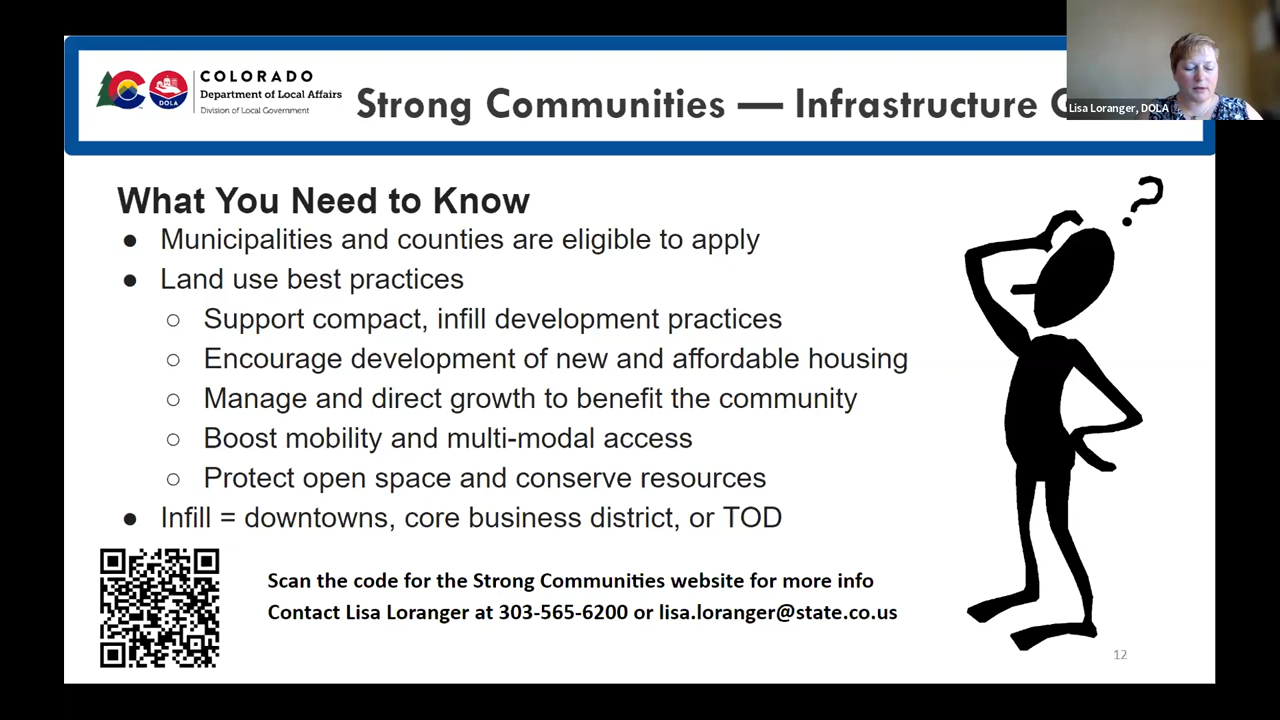 COLORADO
Department of Local Affairs
Division of Local Government
DOLA
Strong Communities — Infrastructure
Lisa Loranger, DOLA
What You Need to Know
● Municipalities and counties are eligible to apply
● Land use best practices
○ Support compact, infill development practices
○ Encourage development of new and affordable housing
○ Manage and direct growth to benefit the community
○ Boost mobility and multi-modal access
○ Protect open space and conserve resources
● Infill = downtowns, core business district, or TOD
Scan the code for the Strong Communities website for more info
Contact Lisa Loranger at 303-565-6200 or lisa.loranger@state.co.us
?
12